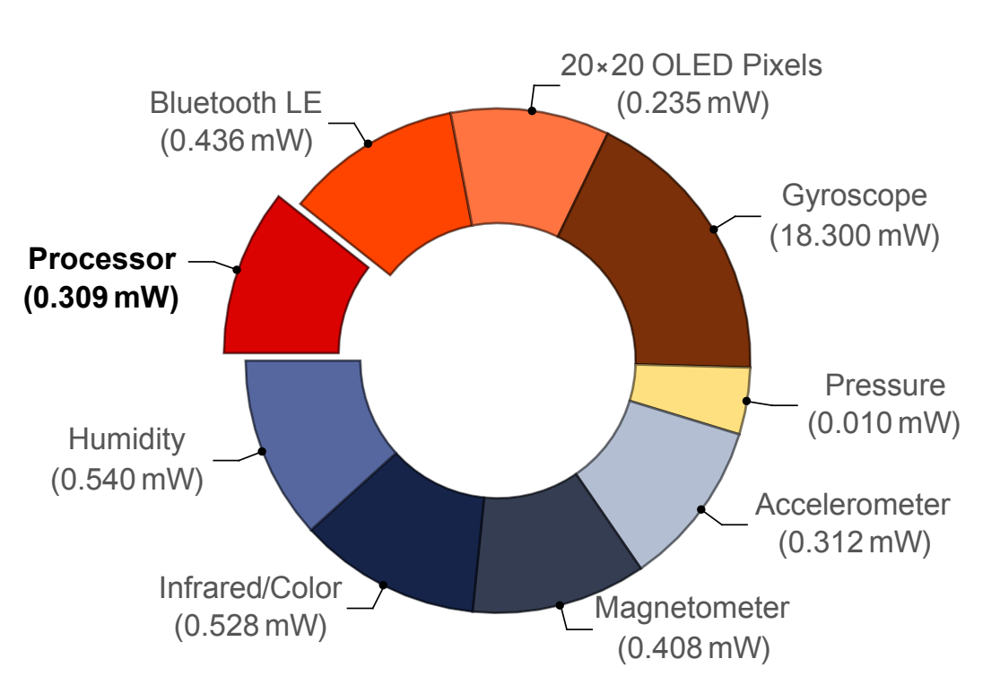 20×20 OLED Pixels
(0.235 mW)
Bluetooth LE
(0.436 mW)
Gyroscope
(18.300 mW)
Processor
(0.309 mW)
Pressure
(0.010 mW)
Humidity
(0.540 mW)
Accelerometer
(0.312 mW)
Infrared/Color
(0.528 mW)
Magnetometer
(0.408 mW)